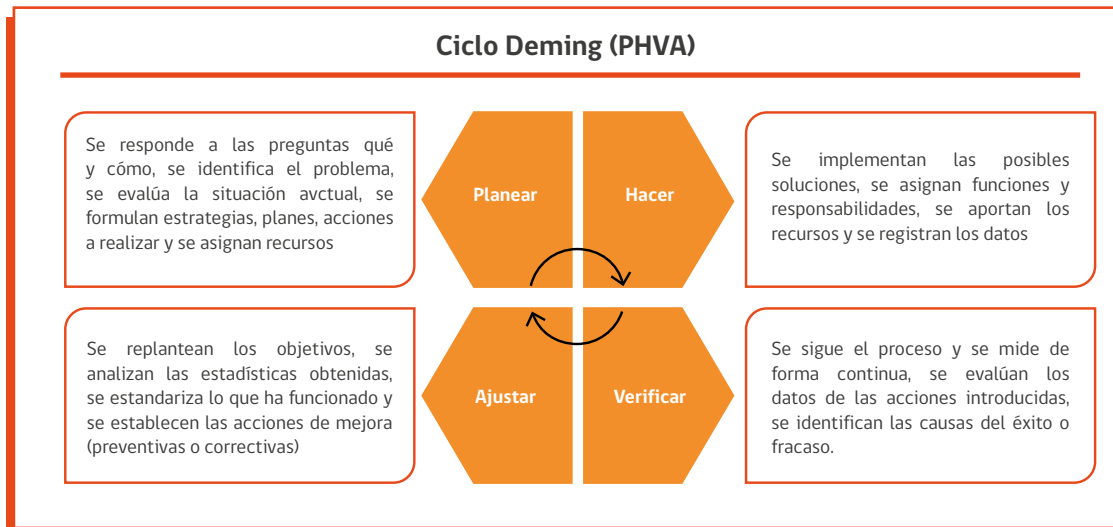 Ciclo Deming (PHVA)
Se responde a las preguntas qué
y cómo, se identifica el problema,
se evalúa la situación avctual, se
formulan estrategias, planes, acciones
a realizar y se asignan recursos
Planear
Hacer
Se implementan las posibles
soluciones, se asignan funciones y
responsabilidades, se aportan los
recursos y se registran los datos
Se replantean los objetivos, se
analizan las estadísticas obtenidas,
se estandariza lo que ha funcionado y
se establecen las acciones de mejora
(preventivas o correctivas)
Ajustar
Verificar
Se sigue el proceso y se mide de
forma continua, se evalúan los
datos de las acciones introducidas,
se identifican las causas del éxito o
fracaso.